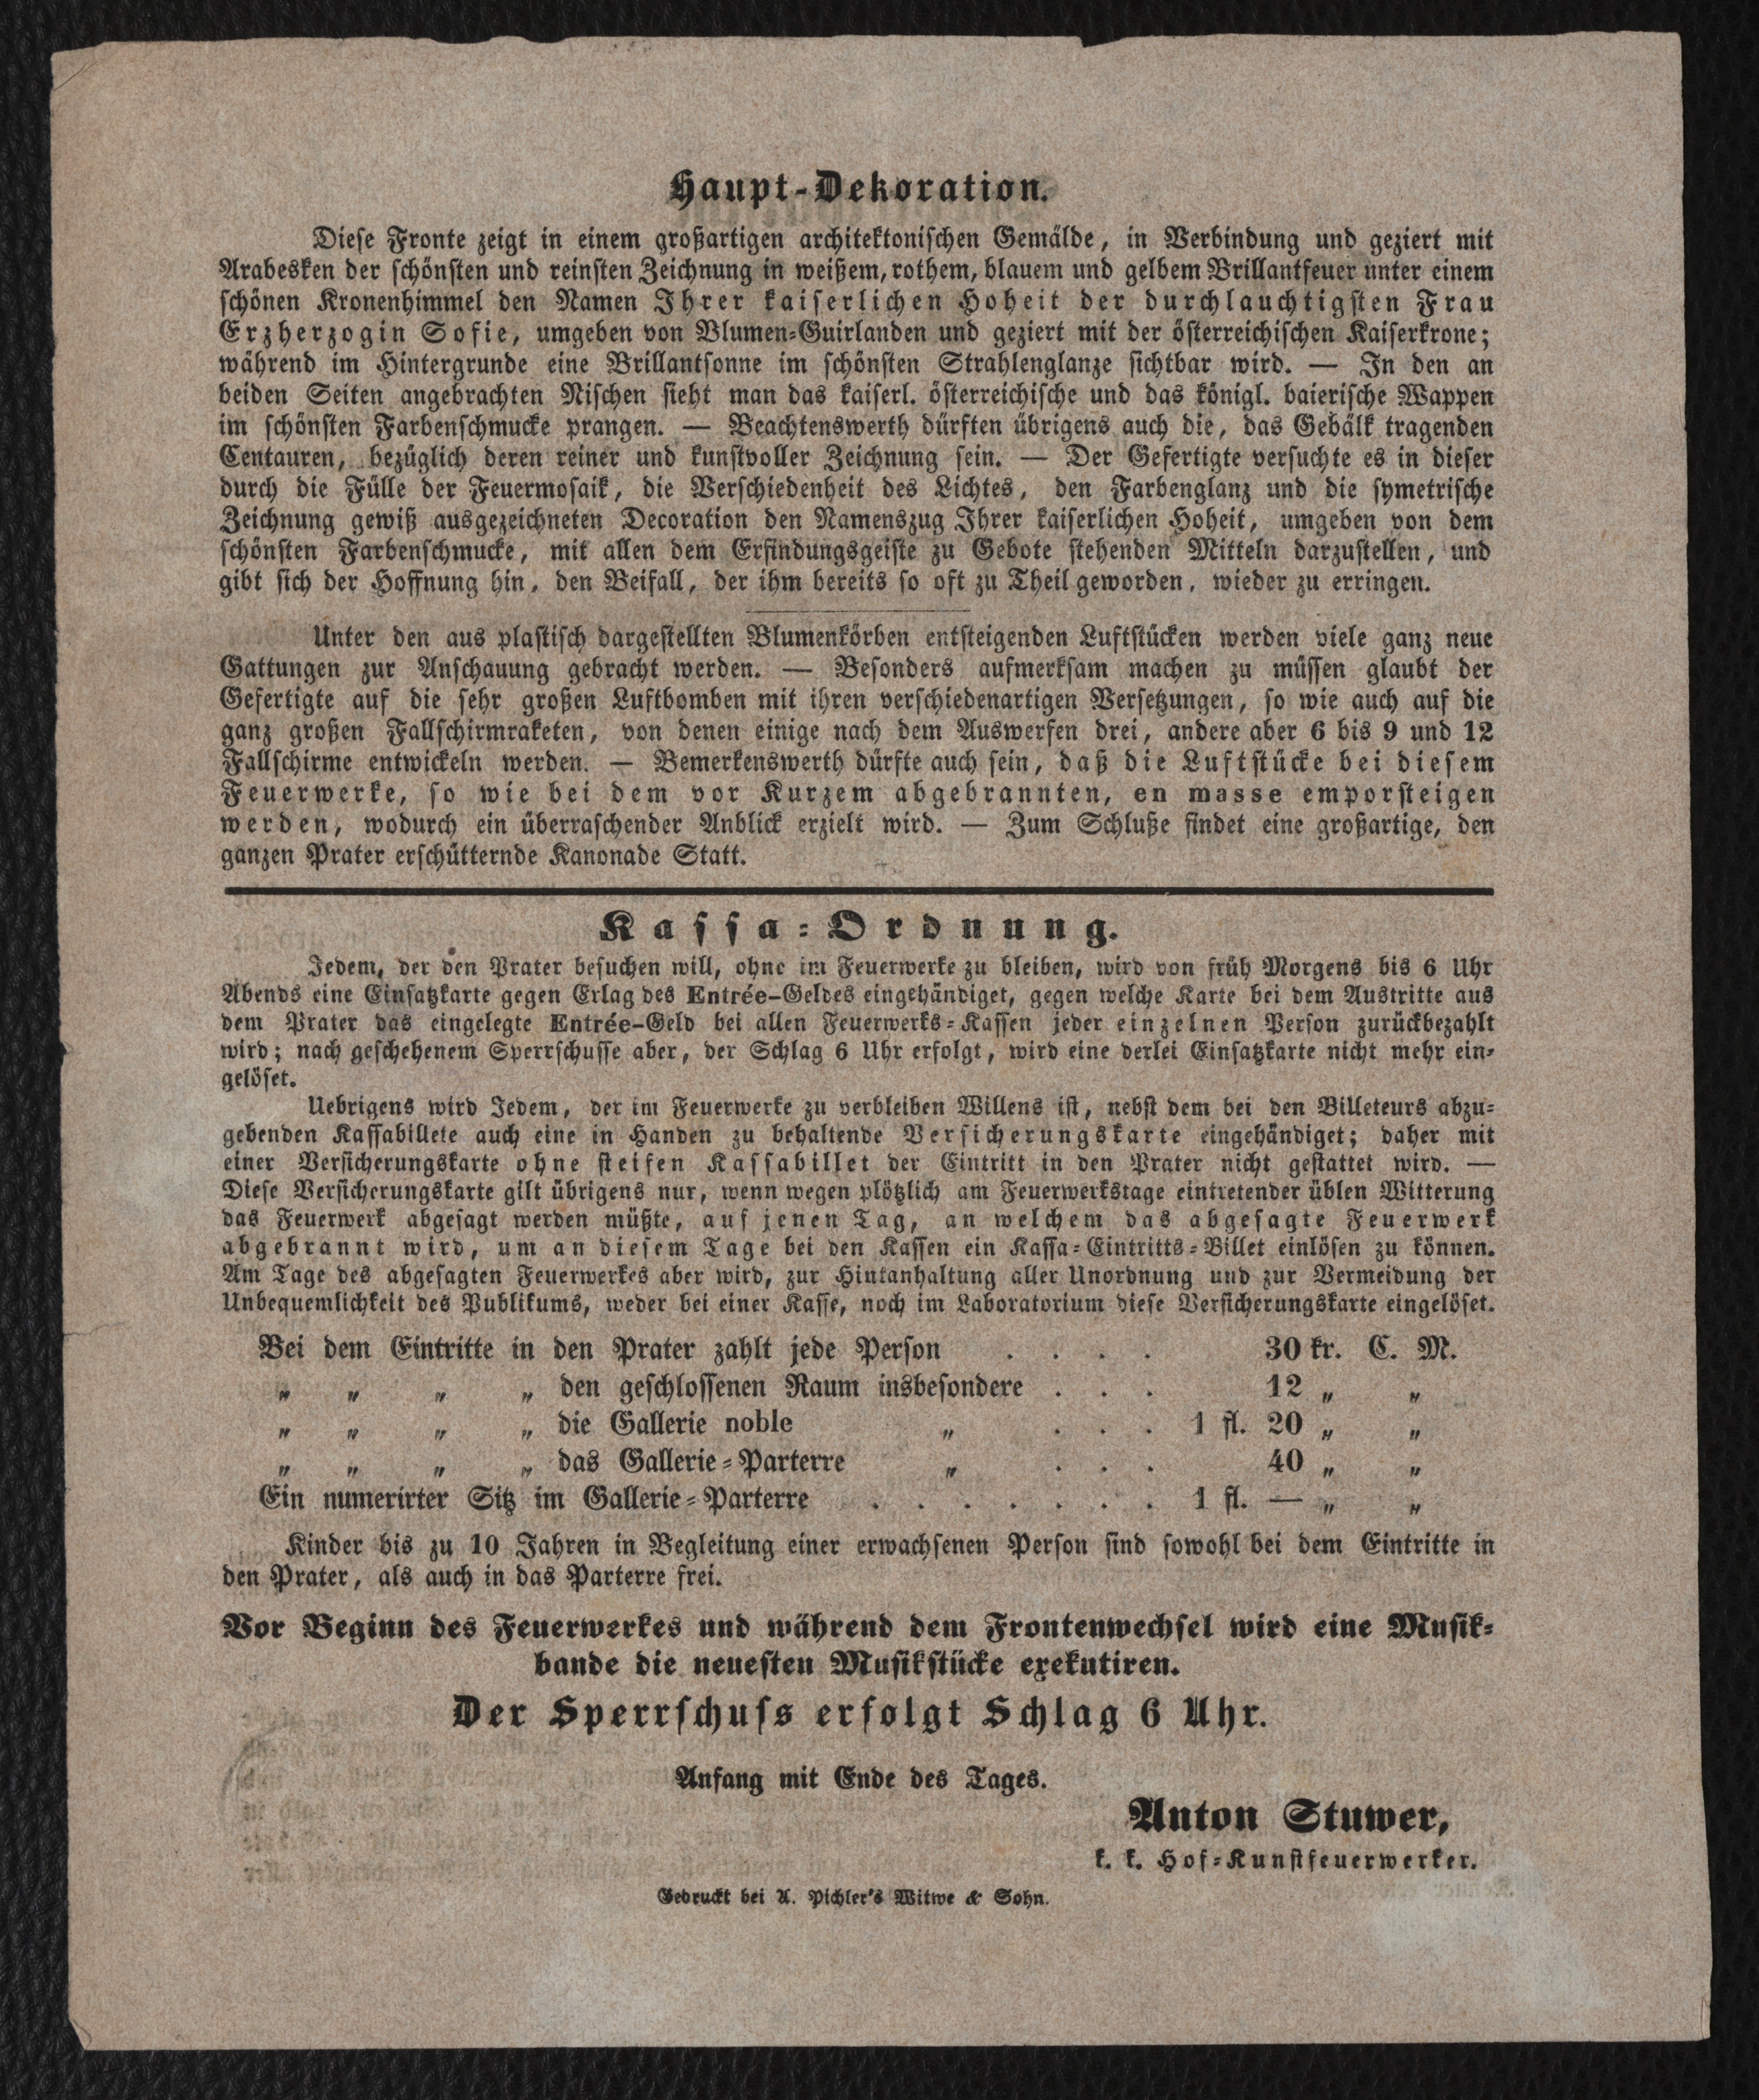 Haupt-Dekoration.
Diese Fronte zeigt in einem großartigen architektonischen Gemälde, in Verbindung und geziert mit
Arabesken der schönsten und reinsten Zeichnung in weißem, rothem, blauem und gelbem Brillantfeuer unter einem
schönen Kronenhimmel den Namen Ihrer kaiserlichen Hoheit der durchlauchtigsten Frau
Erzherzogin Sofie, umgeben von Blumen-Guirlanden und geziert mit der österreichischen Kaiserkrone;
während im Hintergrunde eine Brillantsonne im schönsten Strahlenglanze sichtbar wird. — In den an
beiden Seiten angebrachten Nischen sieht man das kaiserl. österreichische und das königl. baierische Wappen
im schönsten Farbenschmucke prangen. — Beachtenswerth dürften übrigens auch die, das Gebälk tragenden
Centauren, bezüglich deren reiner und kunstvoller Zeichnung sein. — Der Gefertigte versuchte es in dieser
durch die Fülle der Feuermosaik, die Verschiedenheit des Lichtes, den Farbenglanz und die symetrische
Zeichnung gewiß ausgezeichneten Decoration den Namenszug Ihrer kaiserlichen Hoheit, umgeben von dem
schönsten Farbenschmucke, mit allen dem Erfindungsgeiste zu Gebote stehenden Mitteln darzustellen, und
gibt sich der Hoffnung hin, den Beifall, der ihm bereits so oft zu Theil geworden, wieder zu erringen.
Unter den aus plastisch dargestellten Blumenkörben entsteigenden Luftstücken werden viele ganz neue
Gattungen zur Anschauung gebracht werden. — Besonders aufmerksam machen zu müssen glaubt der
Gefertigte auf die sehr großen Luftbomben mit ihren verschiedenartigen Versetzungen, so wie auch auf die
ganz großen Fallschirmraketen, von denen einige nach dem Auswerfen drei, andere aber 6 bis 9 und 12
Fallschirme entwickeln werden. — Bemerkenswerth dürfte auch sein, daß die Luftstücke bei diesem
Feuerwerke, so wie bei dem vor Kurzem abgebrannten, en masse emporsteigen
werden, wodurch ein überraschender Anblick erzielt wird. — Zum Schluße findet eine großartige, den
ganzen Prater erschütternde Kanonade Statt.
Kassa-Ordnung.
Jedem, der den Prater besuchen will, ohne im Feuerwerke zu bleiben, wird von früh Morgens bis 6 Uhr
Abends eine Einsatzkarte gegen Erlag des Entrée-Geldes eingehändiget, gegen welche Karte bei dem Austritte aus
dem Prater das eingelegte Entrée-Geld bei allen Feuerwerks-Kassen jeder einzelnen Person zurückbezahlt
wird; nach geschehenem Sperrschusse aber, der Schlag 6 Uhr erfolgt, wird eine derlei Einsatzkarte nicht mehr ein-
gelöset.
Uebrigens wird Jedem, der im Feuerwerke zu verbleiben Willens ist, nebst dem bei den Billeteurs abzu-
gebenden Kassabillete auch eine in Handen zu behaltende Versicherungskarte eingehändiget; daher mit
einer Versicherungskarte ohne steifen Kassabillet der Eintritt in den Prater nicht gestattet wird. —
Diese Versicherungskarte gilt übrigens nur, wenn wegen plötzlich am Feuerwerkstage eintretender üblen Witterung
das Feuerwerk abgesagt werden müßte, auf jenen Tag, an welchem das abgesagte Feuerwerk
abgebrannt wird, um an diesem Tage bei den Kassen ein Kassa-Eintritts-Billet einlösen zu können.
Am Tage des abgesagten Feuerwerkes aber wird, zur Hintanhaltung aller Unordnung und zur Vermeidung der
Unbequemlichkeit des Publikums, weder bei einer Kasse, noch im Laboratorium diese Versicherungskarte eingelöset.
Bei dem Eintritte in den Prater zahlt jede Person . . . . 30 kr. C. M.
„ „ „ „ den geschlossenen Raum insbesondere . . . 12 „ „
„ „ „ „ die Gallerie noble „ . . . 1 fl. 20 „ „
„ „ „ „ das Gallerie-Parterre „ . . . 40 „ „
Ein numerirter Sitz im Gallerie-Parterre . . . . . . . 1 fl. — „ „
Kinder bis zu 10 Jahren in Begleitung einer erwachsenen Person sind sowohl bei dem Eintritte in
den Prater, als auch in das Parterre frei.
Vor Beginn des Feuerwerkes und während dem Frontenwechsel wird eine Musik-
bande die neuesten Musikstücke exekutiren.
Der Sperrschuss erfolgt Schlag 6 Uhr.
Anfang mit Ende des Tages.
Anton Stuwer,
k. k. Hof-Kunstfeuerwerker.
Gedruckt bei A. Pichler's Witwe & Sohn.